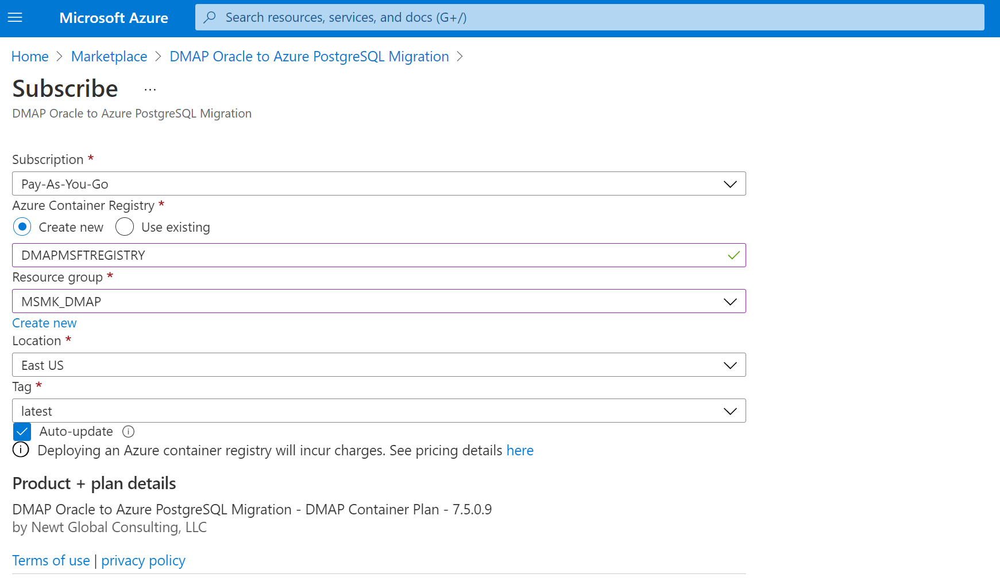 Microsoft Azure
Search resources, services, and docs (G+/)
Home > Marketplace > DMAP Oracle to Azure PostgreSQL Migration >
Subscribe ...
DMAP Oracle to Azure PostgreSQL Migration
Subscription *
Pay-As-You-Go
Azure Container Registry *
Create new Use existing
DMAPMSFTREGISTRY
Resource group *
MSMK_DMAP
Create new
Location *
East US
Tag *
latest
Auto-update
Deploying an Azure container registry will incur charges. See pricing details here
Product + plan details
DMAP Oracle to Azure PostgreSQL Migration - DMAP Container Plan - 7.5.0.9
by Newt Global Consulting, LLC
Terms of use | privacy policy